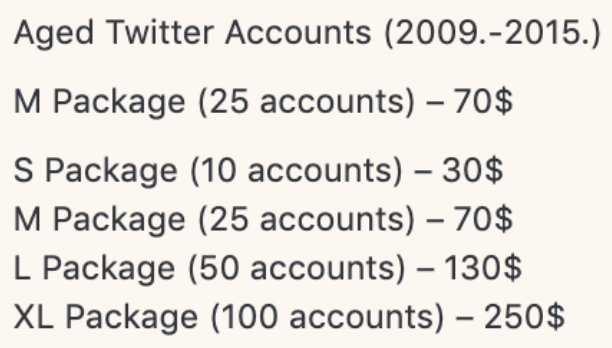 Aged Twitter Accounts (2009.-2015.)
M Package (25 accounts) – 70$
S Package (10 accounts) – 30$
M Package (25 accounts) – 70$
L Package (50 accounts) – 130$
XL Package (100 accounts) – 250$